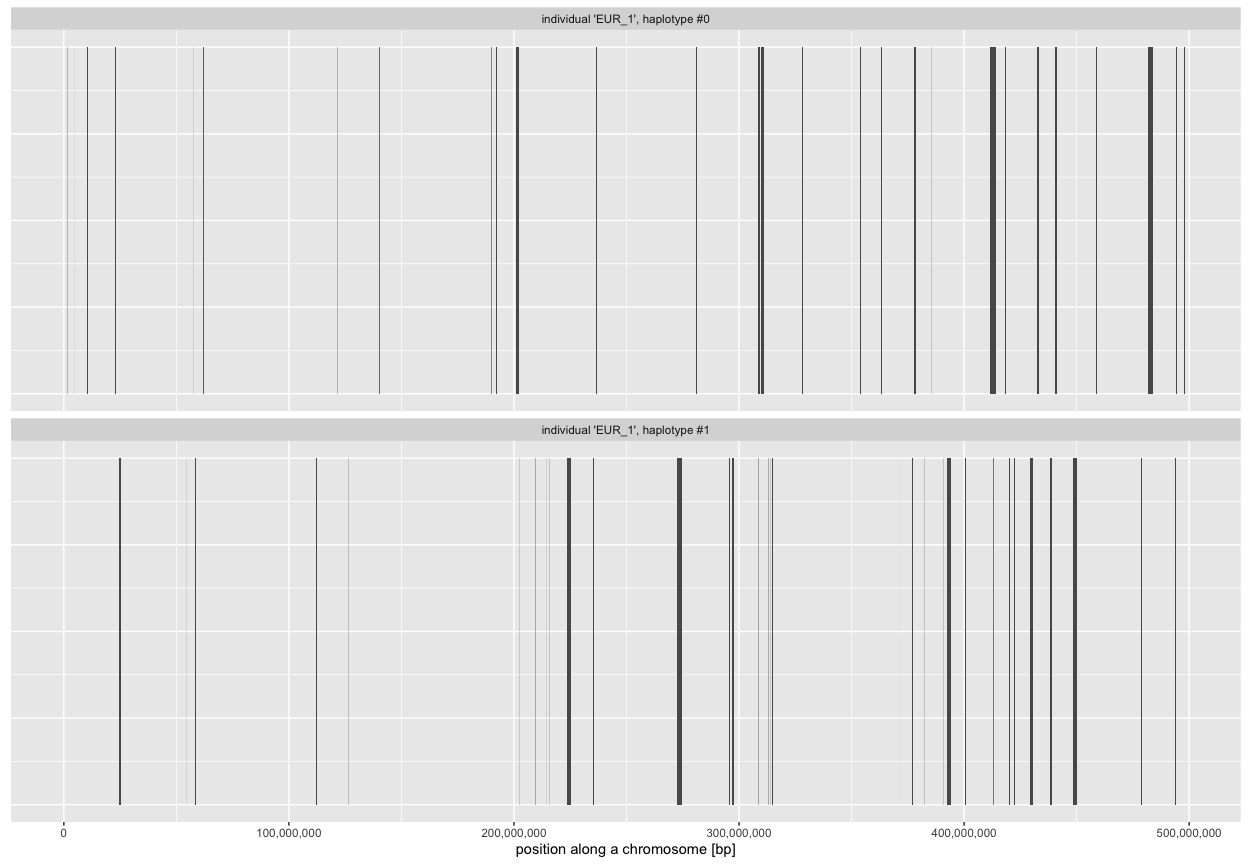 individual 'EUR_1', haplotype #0
individual 'EUR_1', haplotype #1
0 100,000,000 200,000,000 300,000,000 400,000,000 500,000,000
position along a chromosome [bp]